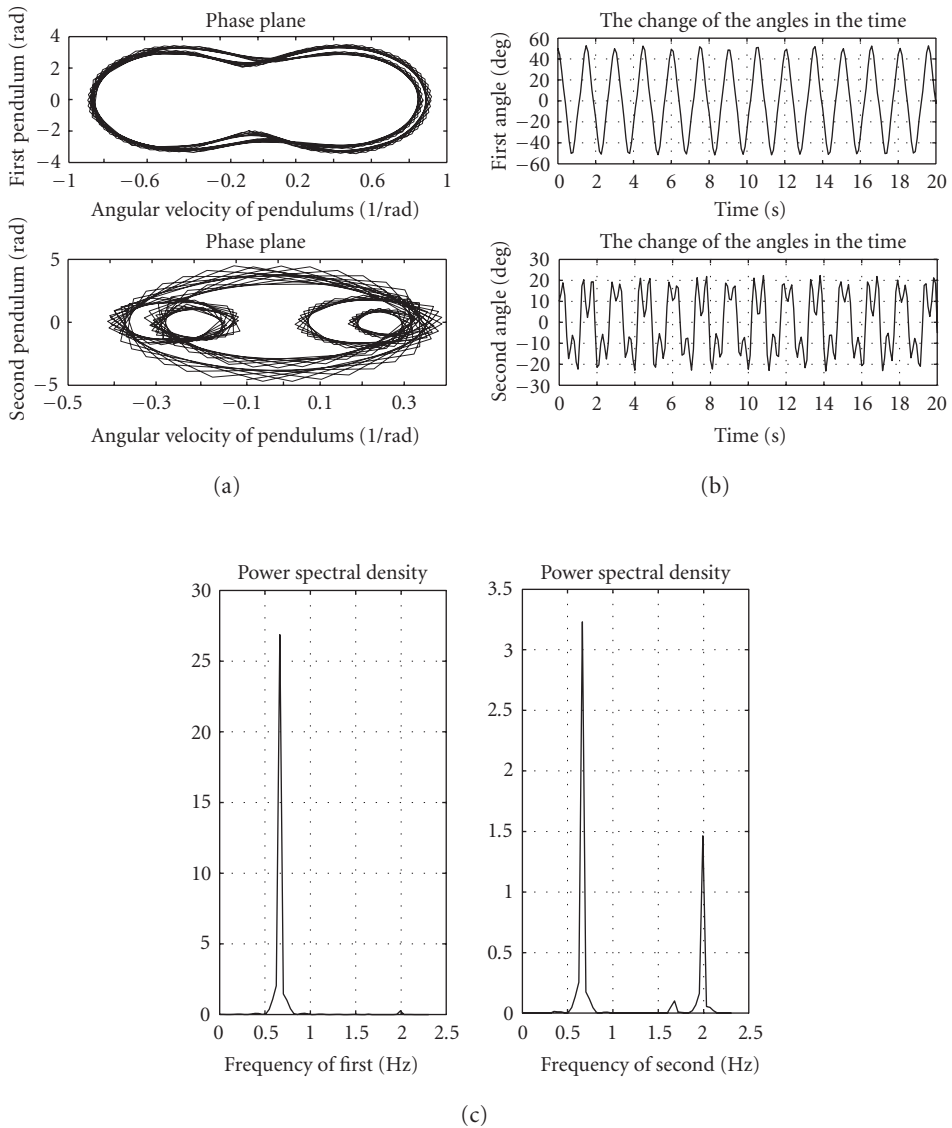 Phase plane
First pendulum (rad)
4
2
0
−2
−4
−1
−0.6
−0.2
0.2
0.6
1
Angular velocity of pendulums (1/rad)
The change of the angles in the time
First angle (deg)
60
40
20
0
−20
−40
−60
0 2 4 6 8 10 12 14 16 18 20
Time (s)
Phase plane
Second pendulum (rad)
5
0
−5
−0.5
−0.3
−0.1
0.1
0.3
Angular velocity of pendulums (1/rad)
The change of the angles in the time
Second angle (deg)
30
20
10
0
−10
−20
−30
0 2 4 6 8 10 12 14 16 18 20
Time (s)
(a)
(b)
Power spectral density
30
25
20
15
10
5
0
0 0.5 1 1.5 2 2.5
Frequency of first (Hz)
Power spectral density
3.5
3
2.5
2
1.5
1
0.5
0
0 0.5 1 1.5 2 2.5
Frequency of second (Hz)
(c)